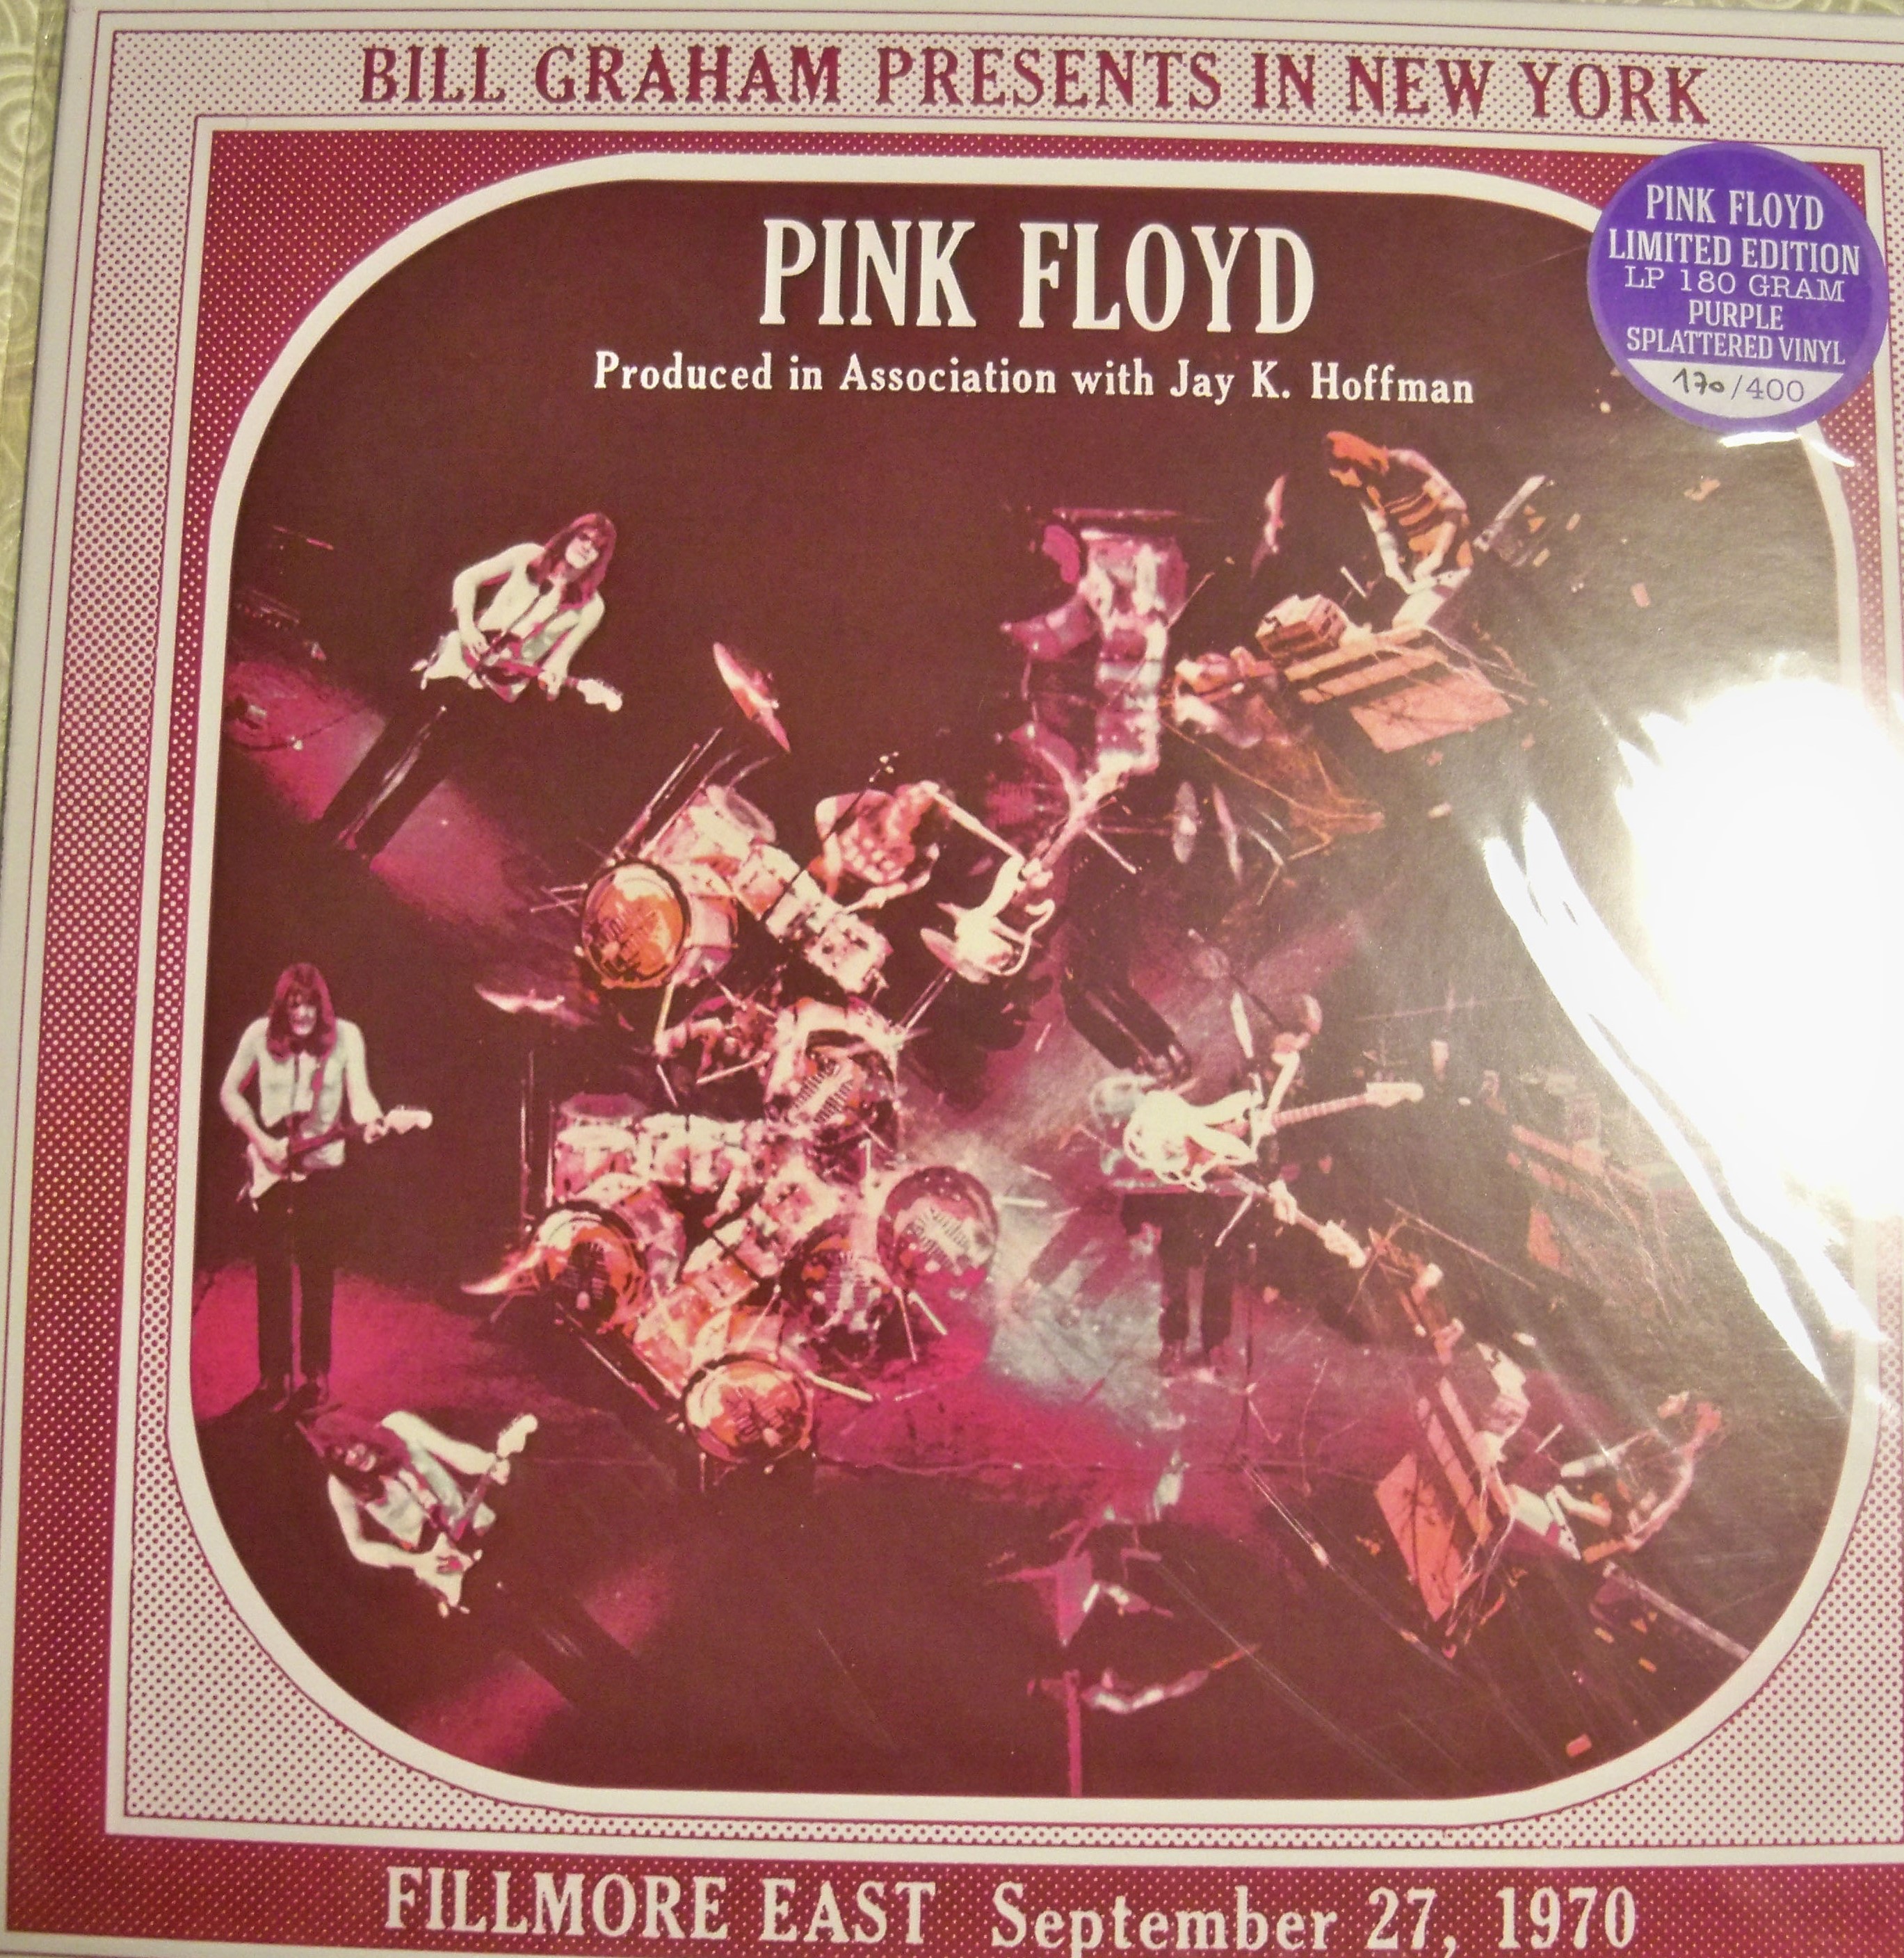 BILL GRAHAM PRESENTS IN NEW YORK
PINK FLOYD
Produced in Association with Jay K. Hoffman
PINK FLOYD
LIMITED EDITION
LP 180 GRAM
PURPLE
SPLATTERED VINYL
170/400
FILLMORE EAST September 27, 1970